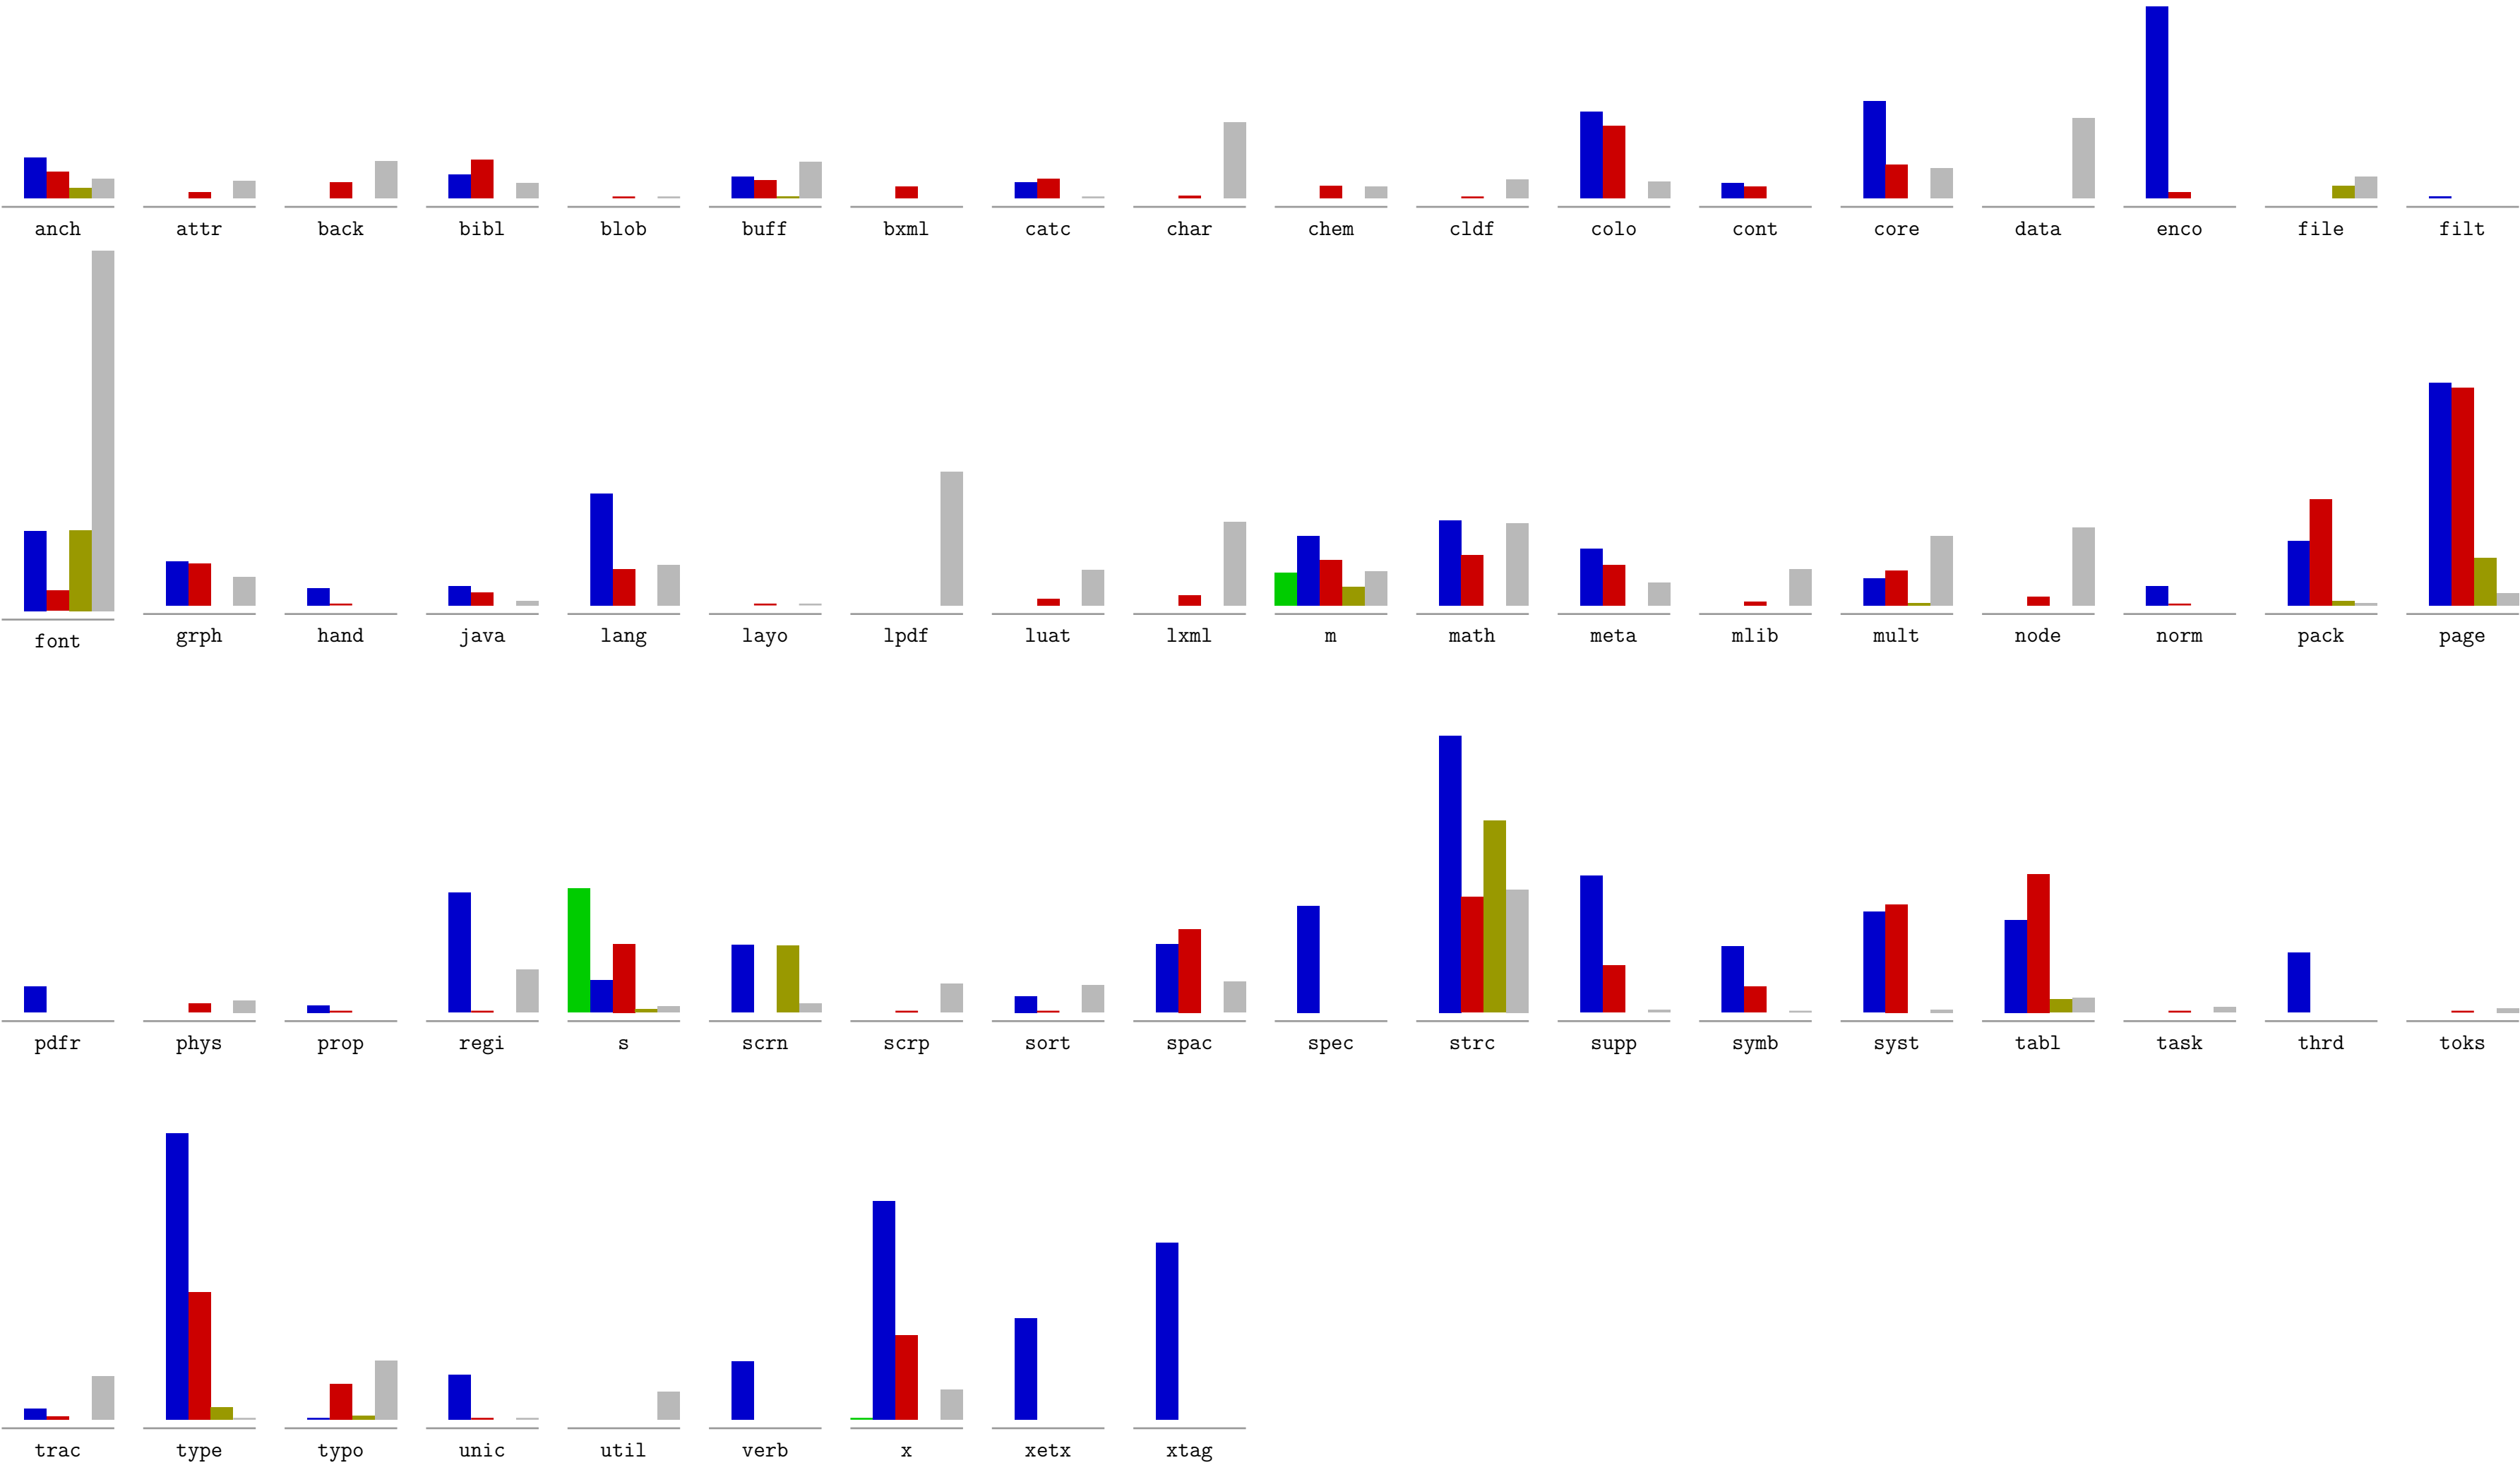 anch attr back bibl blob buff bxml catc char chem cldf colo cont core data enco file filt
font grph hand java lang layo lpdf luat lxml m math meta mlib mult node norm pack page
pdfr phys prop regi s scrn scrp sort spac spec strc supp symb syst tabl task thrd toks
trac type typo unic util verb x xetx xtag